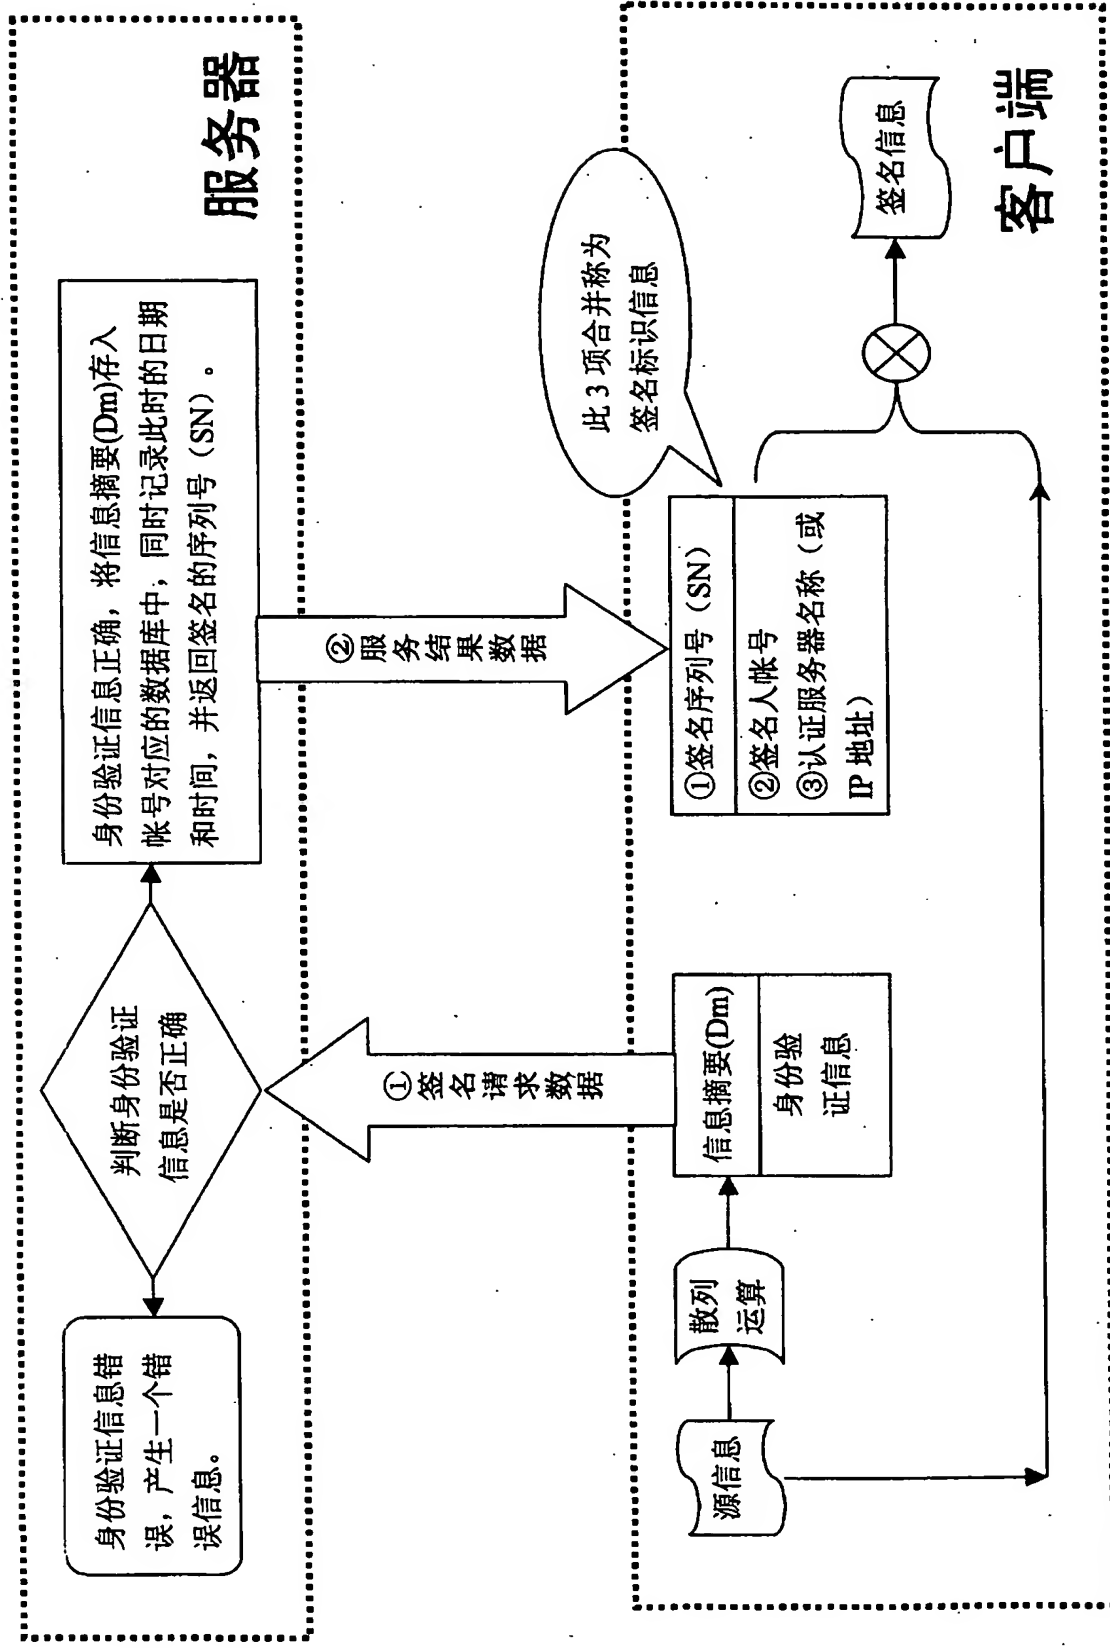 服务器
身份验证信息错
误，产生一个错
误信息。
判断身份验证
信息是否正确
身份验证信息正确，将信息摘要(Dm)存入
帐号对应的数据库中，同时记录此时的日期
和时间，并返回签名的序列号（SN）。
①签名请求数据
②服务结果数据
此 3 项合并称为
签名标识信息
源信息
散列
运算
信息摘要(Dm)
身份验
证信息
①签名序列号（SN）
②签名人帐号
③认证服务器名称（或
IP 地址）
签名信息
客户端